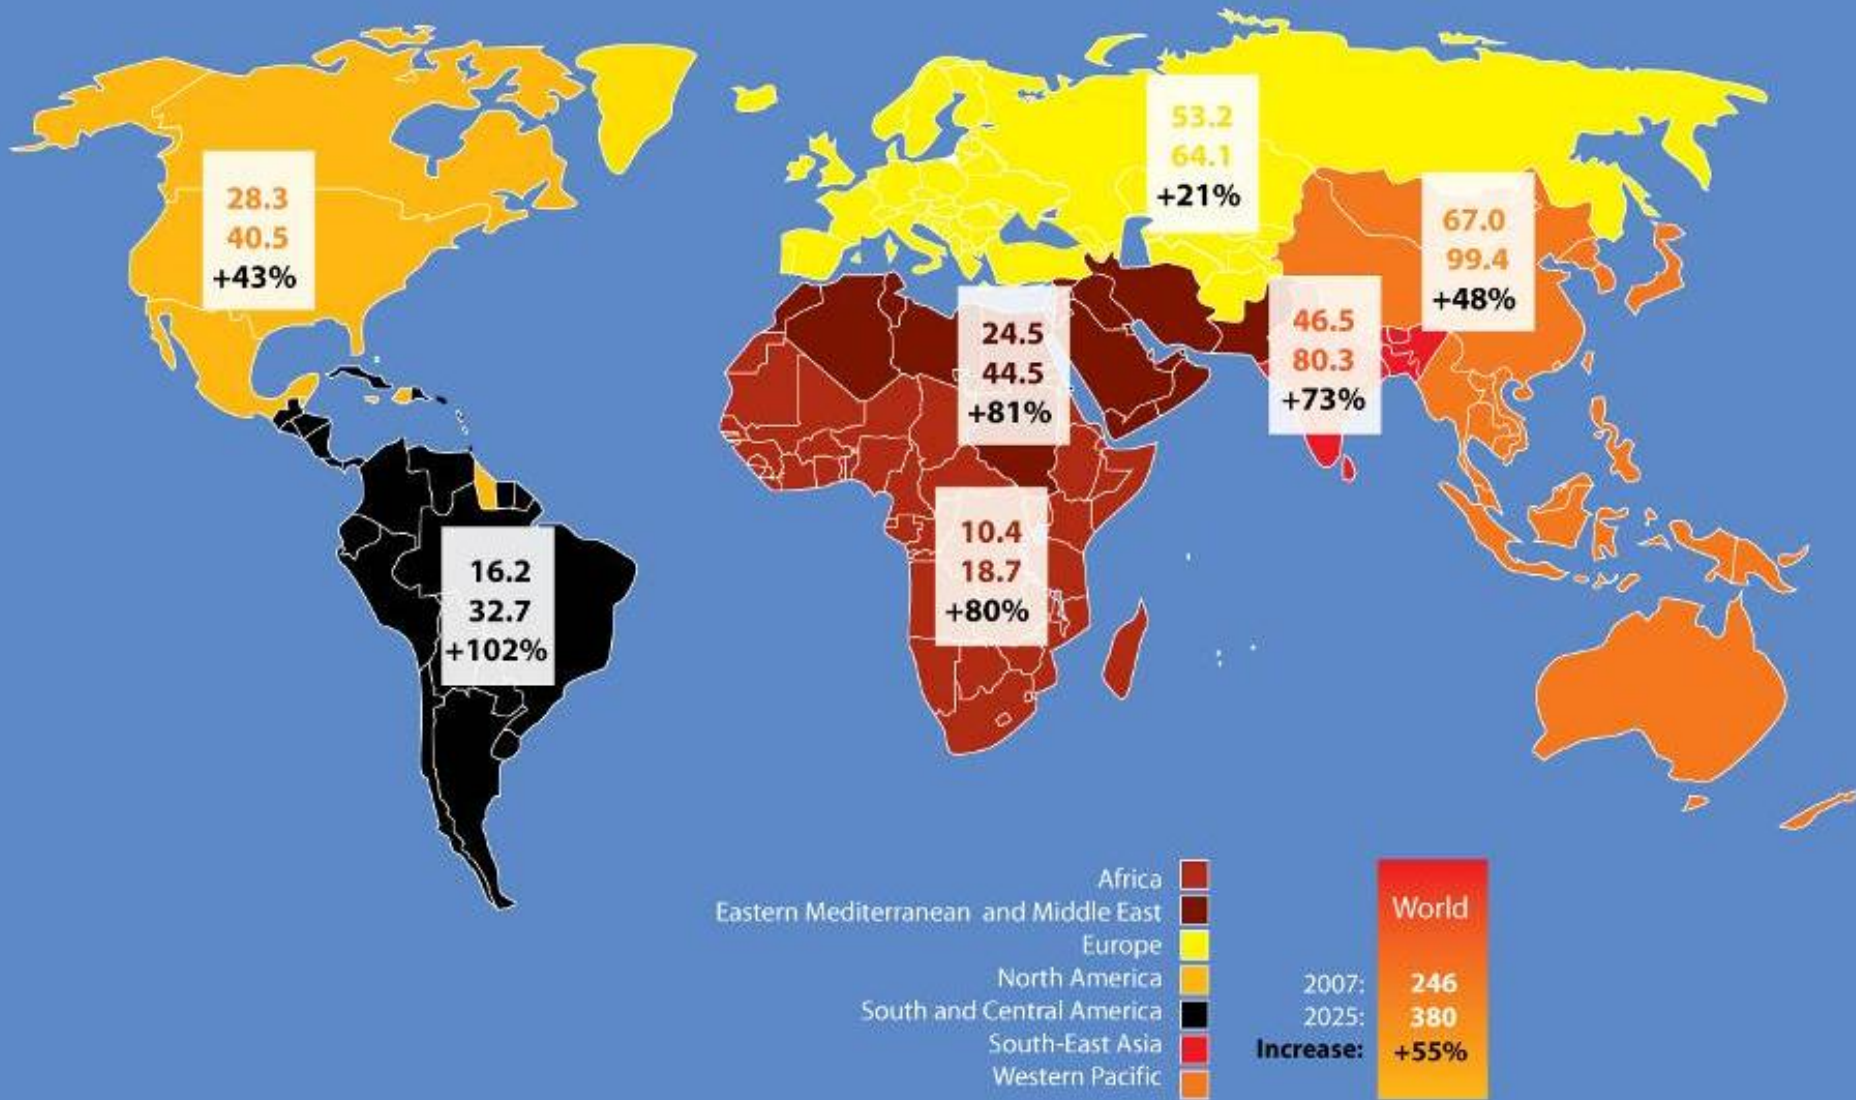 53.2
64.1
+21%
28.3
40.5
+43%
67.0
99.4
+48%
24.5
44.5
+81%
46.5
80.3
+73%
10.4
18.7
+80%
16.2
32.7
+102%
Africa
Eastern Mediterranean and Middle East
Europe
North America
South and Central America
South-East Asia
Western Pacific
World
2007: 246
2025: 380
Increase: +55%